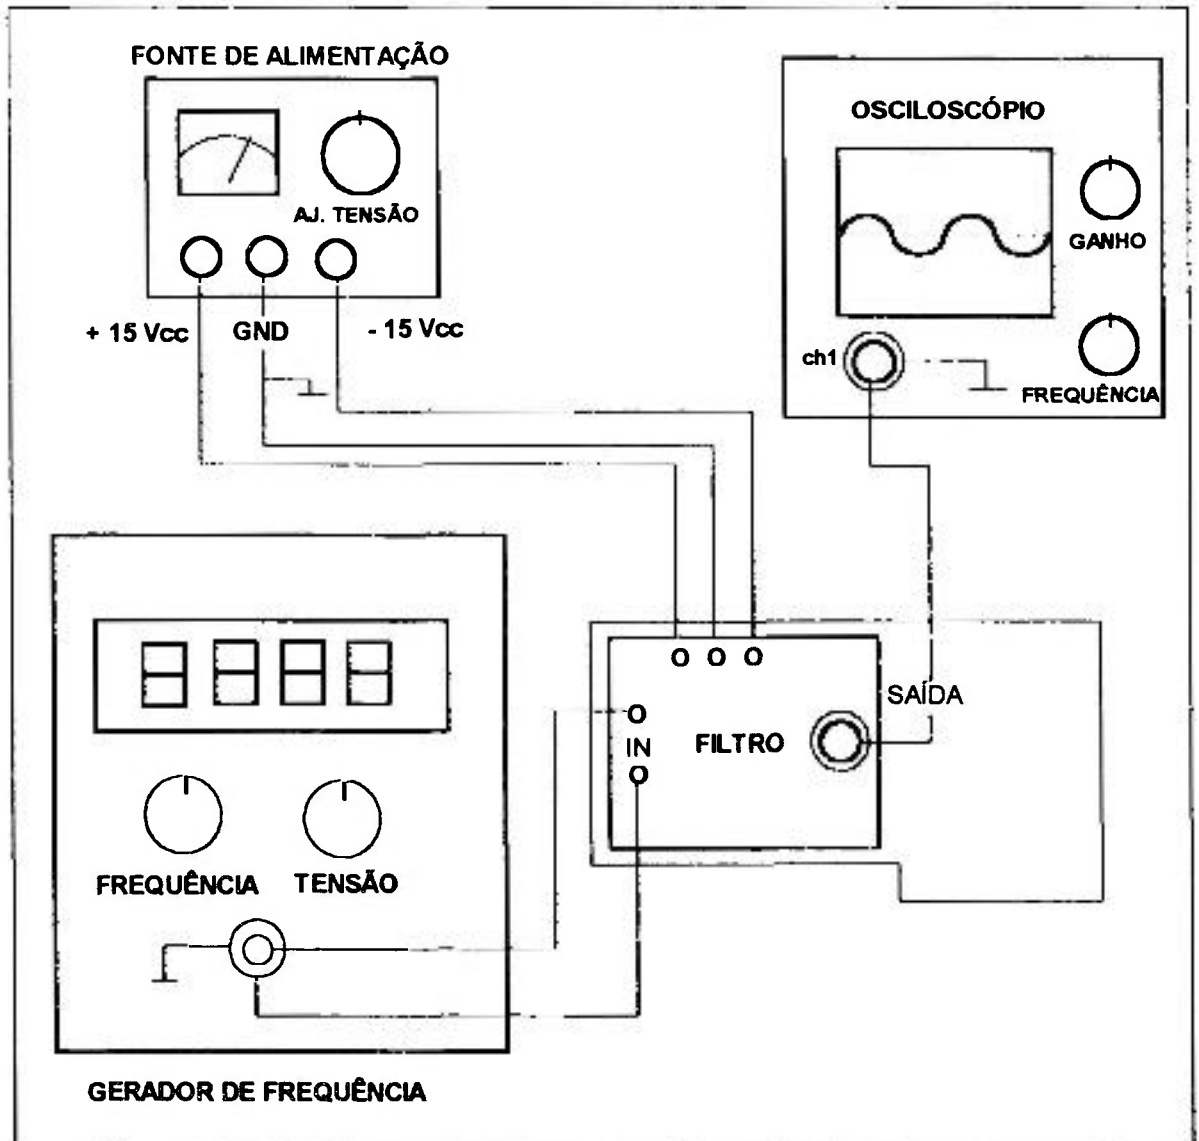 FONTE DE ALIMENTAÇÃO
AJ. TENSÃO
+ 15 Vcc
GND
- 15 Vcc
OSCILOSCÓPIO
GANHO
ch1
FREQUÊNCIA
FREQUÊNCIA
TENSÃO
GERADOR DE FREQUÊNCIA
IN
FILTRO
SAÍDA